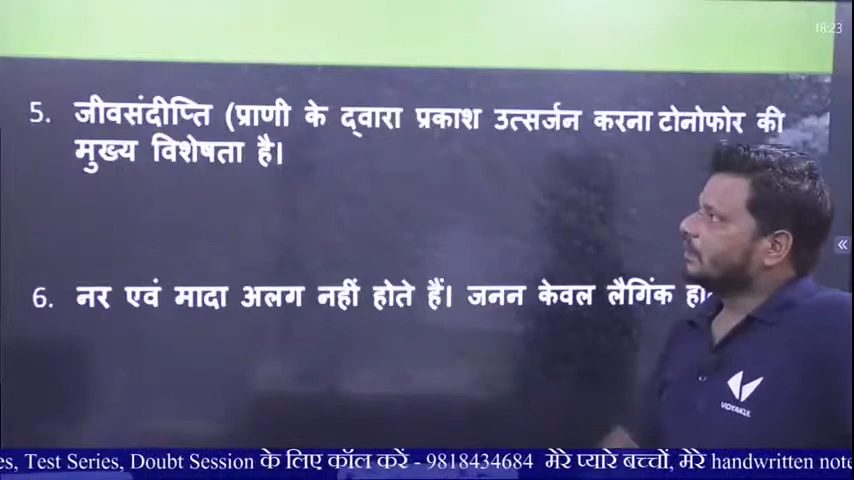 18:23
5. जीवसंदीप्ति (प्राणी के द्वारा प्रकाश उत्सर्जन करना टोनोफोर की
मुख्य विशेषता है।
6. नर एवं मादा अलग नहीं होते हैं। जनन केवल लैगिंक
VIDYAKUL
es, Test Series, Doubt Session के लिए कॉल करें - 9818434684 मेरे प्यारे बच्चों, मेरे handwritten note